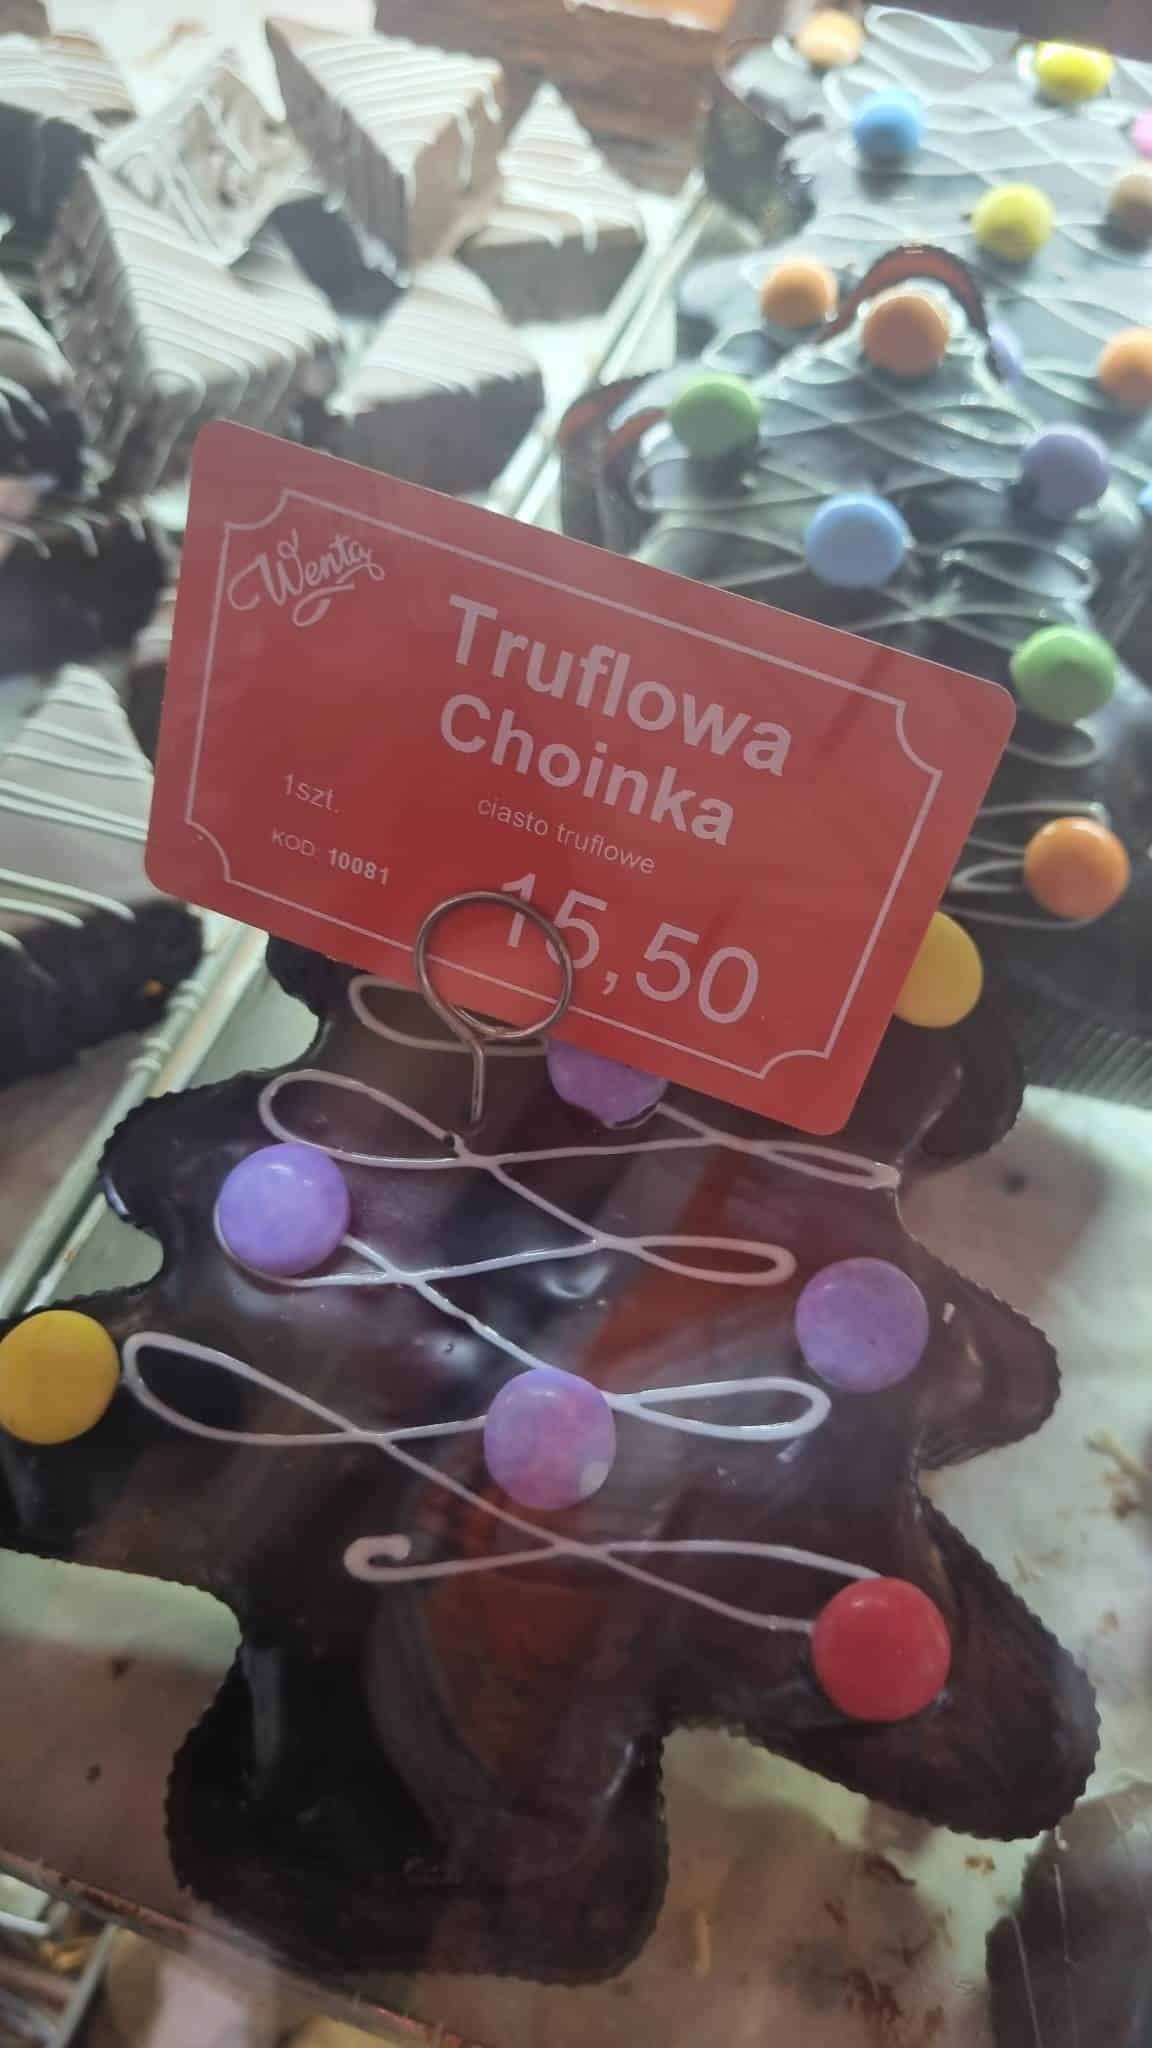 Wenta
Truflowa
Choinka
1szt.
ciasto truflowe
KOD: 10081
15,50